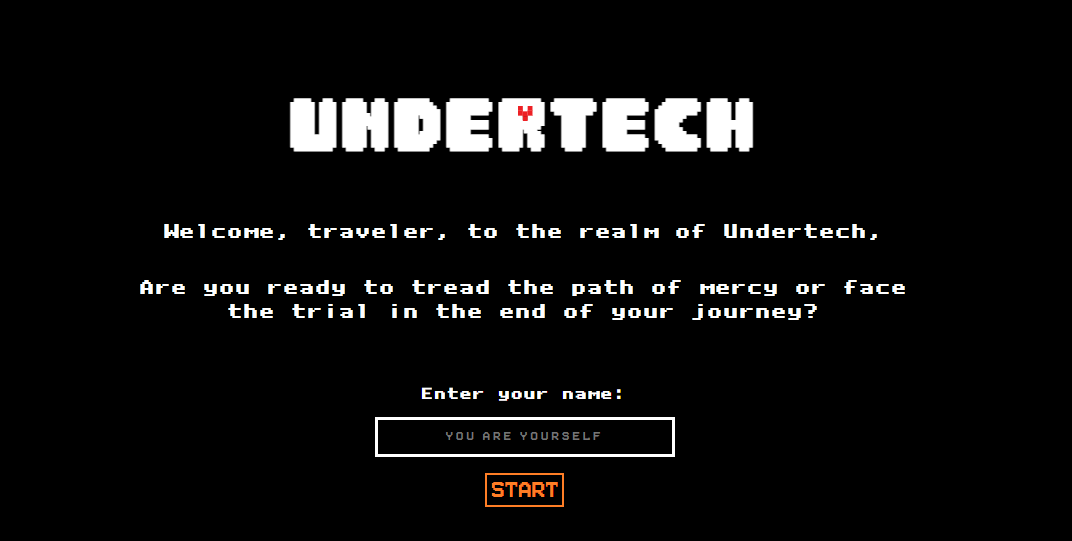 UNDERTECH
Welcome, traveler, to the realm of Undertech,
Are you ready to tread the path of mercy or face
the trial in the end of your journey?
Enter your name:
YOU ARE YOURSELF
START